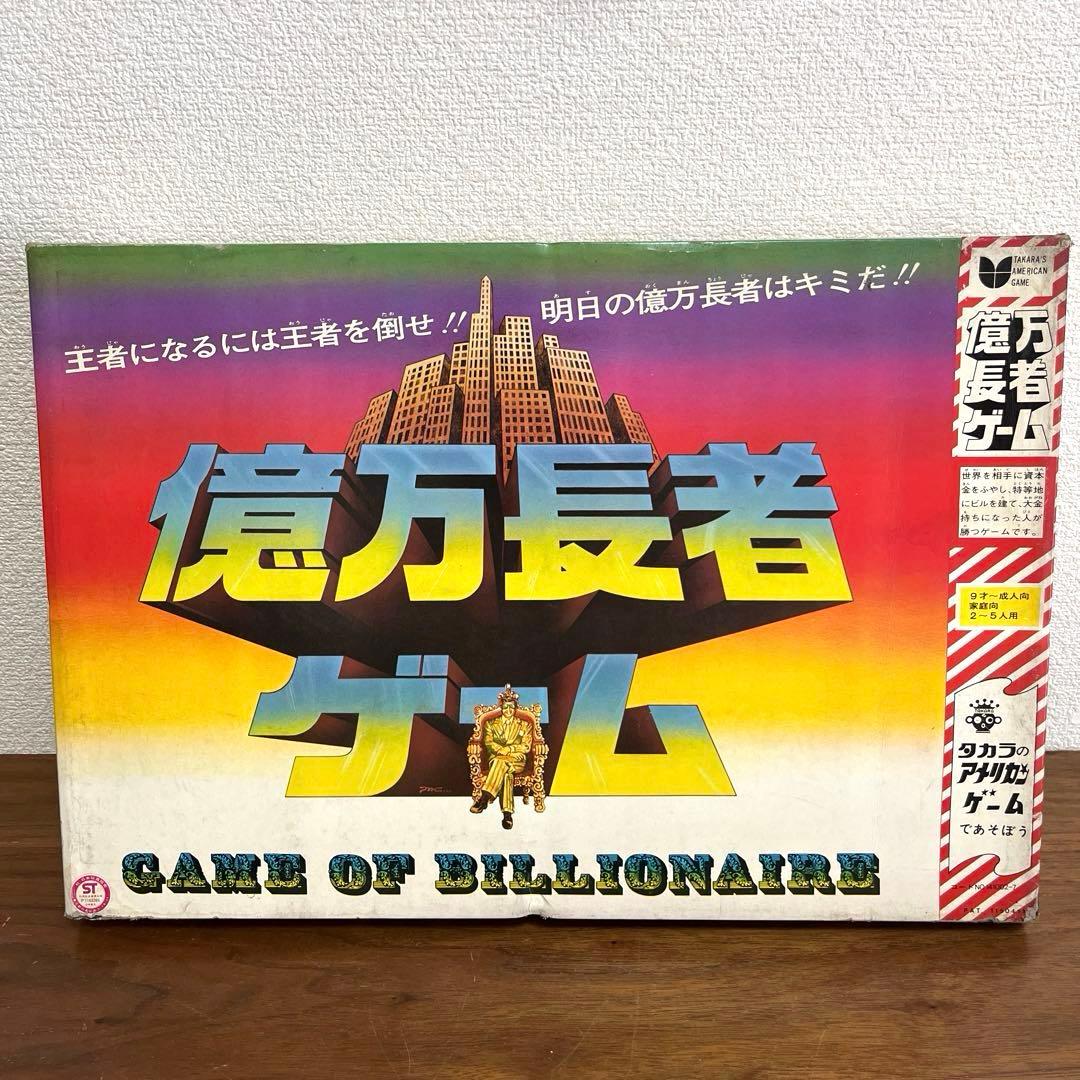 王者になるには王者を倒せ!!
明日の億万長者はキミだ!!
億万長者
ゲーム
GAME OF BILLIONAIRE
ST
TAKARA'S
AMERICAN
GAME
億万
長者
ゲーム
世界を相手に資本
金をふやし、特等地
にビルを建て、大金
持ちになった人が
勝つゲームです。
9才〜成人向
家庭向
2〜5人用
TAKARA
タカラの
アメリカン
ゲーム
であそぼう